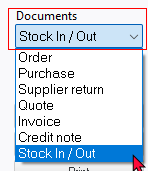 Documents
Stock In / Out
Order
Purchase
Supplier return
Quote
Invoice
Credit note
Stock In / Out